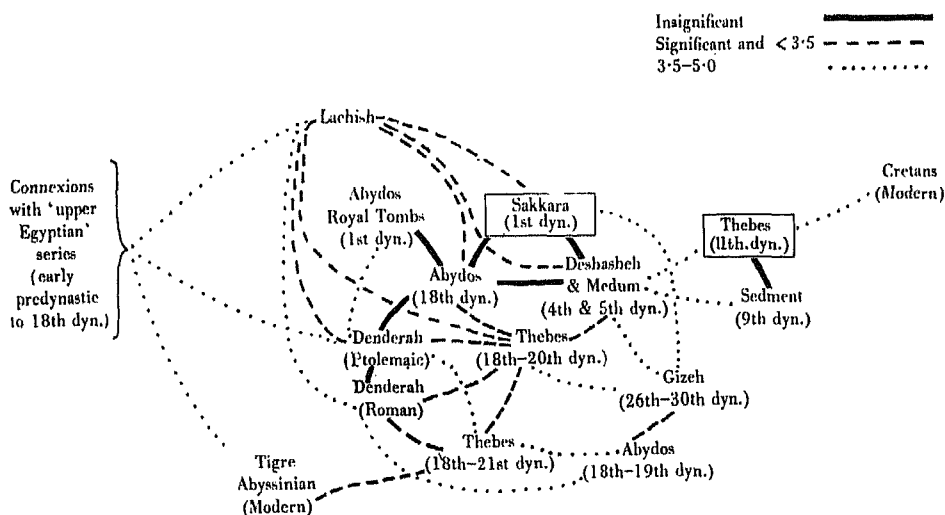 Insignificant
Significant and < 3·5
3·5–5·0
Lachish
Connexions
with 'upper
Egyptian'
series
(early
predynastic
to 18th dyn.)
Abydos
Royal Tombs
(1st dyn.)
Sakkara
(1st dyn.)
Cretans
(Modern)
Thebes
(11th. dyn.)
Abydos
(18th dyn.)
Deshasheh
& Medum
(4th & 5th dyn.)
Sedment
(9th dyn.)
Denderah
(Ptolemaic)
Thebes
(18th–20th dyn.)
Denderah
(Roman)
Gizeh
(26th–30th dyn.)
Thebes
(18th–21st dyn.)
Abydos
(18th–19th dyn.)
Tigre
Abyssinian
(Modern)